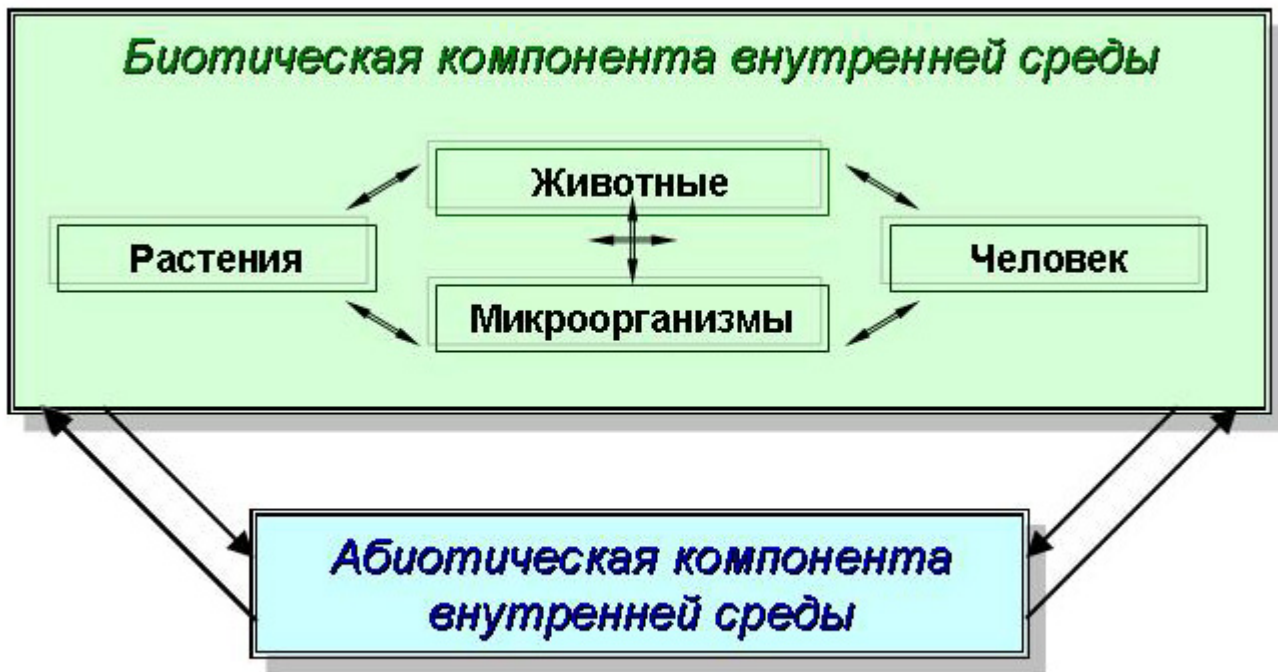 Биотическая компонента внутренней среды
Животные
Растения
Человек
Микроорганизмы
Абиотическая компонента
внутренней среды